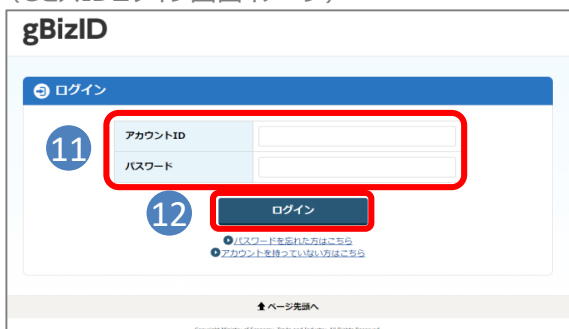 gBizID
ログイン
11
アカウントID
パスワード
12
ログイン
パスワードを忘れた方はこちら
アカウントを持っていない方はこちら
ページ先頭へ